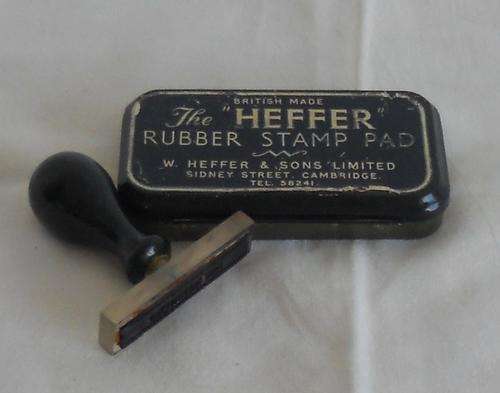 BRITISH MADE
The "HEFFER"
RUBBER STAMP PAD
W. HEFFER & SONS LIMITED
SIDNEY STREET, CAMBRIDGE.
TEL. 58241